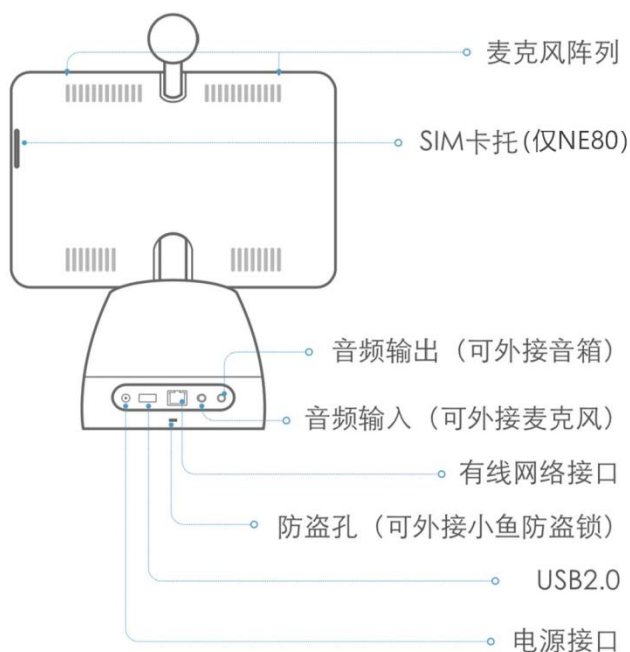 麦克风阵列
SIM卡托(仅NE80)
音频输出（可外接音箱）
音频输入（可外接麦克风）
有线网络接口
防盗孔（可外接小鱼防盗锁）
USB2.0
电源接口